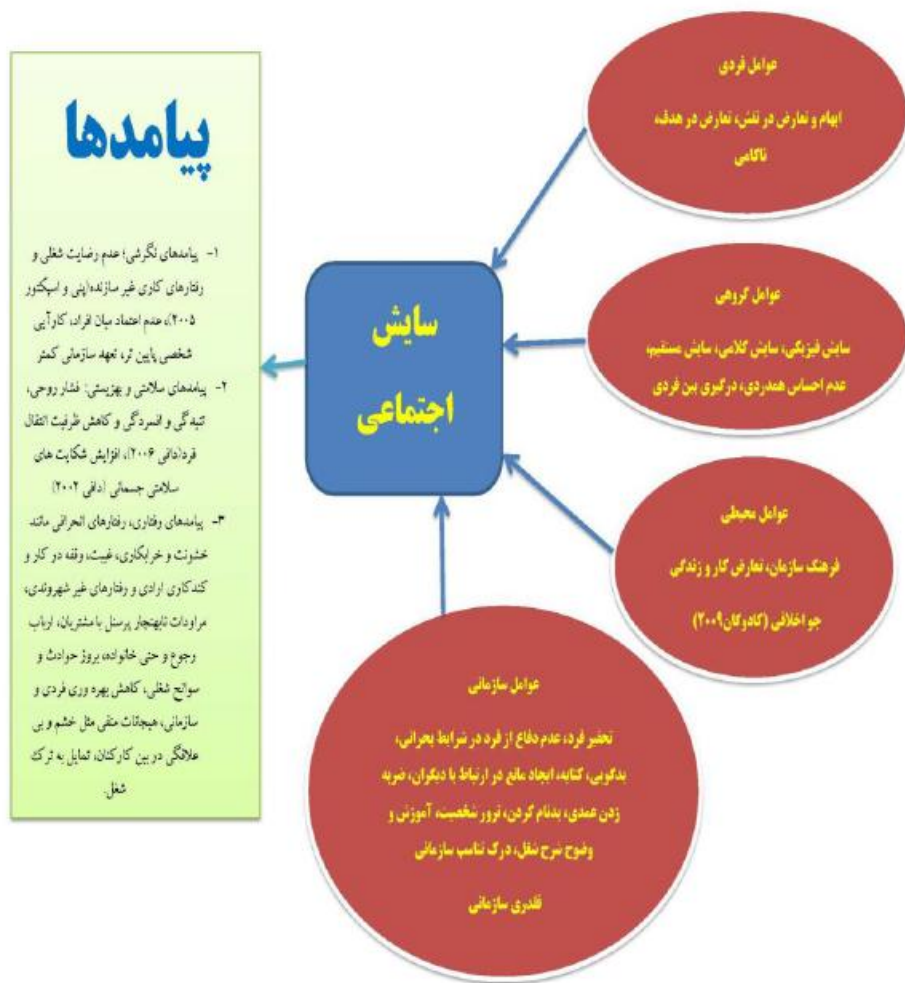 عوامل فردی
ابهام و تعارض در نقش، تعارض در هدف،
ناکامی
عوامل گروهی
سایش فیزیکی، سایش کلامی، سایش مستقیم،
عدم احساس همدردی، درگیری بین فردی
عوامل محیطی
فرهنگ سازمان، تعارض کار و زندگی
جو اخلاقی (کادوگان۲۰۰۹)
عوامل سازمانی
تحقیر فرد، عدم دفاع از فرد در شرایط بحرانی،
بدگویی، کنایه، ایجاد مانع در ارتباط با دیگران، ضربه
زدن عمدی، بدنام کردن، ترور شخصیت، آموزش و
وضوح شرح شغل، درک تناسب سازمانی
قلدری سازمانی
سایش
اجتماعی
پیامدها
۱- پیامدهای نگرشی؛ عدم رضایت شغلی و
رفتارهای کاری غیر سازنده(پنی و اسپکتور
۲۰۰۵)، عدم اعتماد میان افراد، کارآیی
شخصی پایین تر، تعهد سازمانی کمتر
۲- پیامدهای سلامتی و بهزیستی: فشار روحی،
تنیدگی و افسردگی و کاهش ظرفیت انتقال
فرد(دافی ۲۰۰۶)، افزایش شکایت های
سلامتی جسمانی (دافی ۲۰۰۲)
۳- پیامدهای رفتاری، رفتارهای انحرافی مانند
خشونت و خرابکاری، غیبت، وقفه در کار و
کندکاری ارادی و رفتارهای غیر شهروندی،
مراودات نابهنجار پرسنل با مشتریان، ارباب
رجوع و حتی خانواده، بروز حوادث و
سوانح شغلی، کاهش بهره وری فردی و
سازمانی، هیجانات منفی مثل خشم و بی
علاقگی در بین کارکنان، تمایل به ترک
شغل.